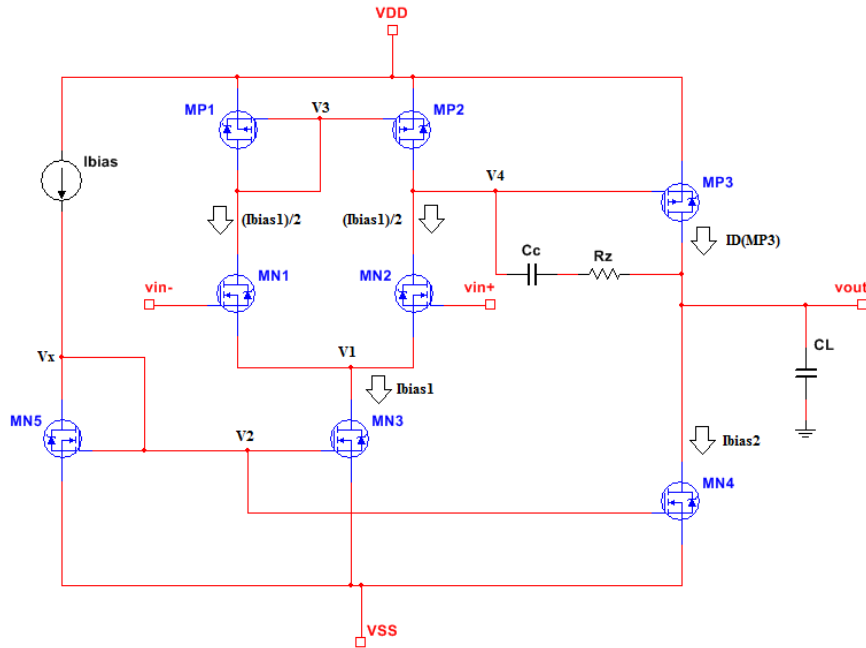 VDD
MP1
V3
MP2
Ibias
V4
MP3
(Ibias1)/2
(Ibias1)/2
Cc
Rz
ID(MP3)
MN1
MN2
vin-
vin+
vout
Vx
V1
CL
Ibias1
MN5
V2
MN3
Ibias2
MN4
VSS